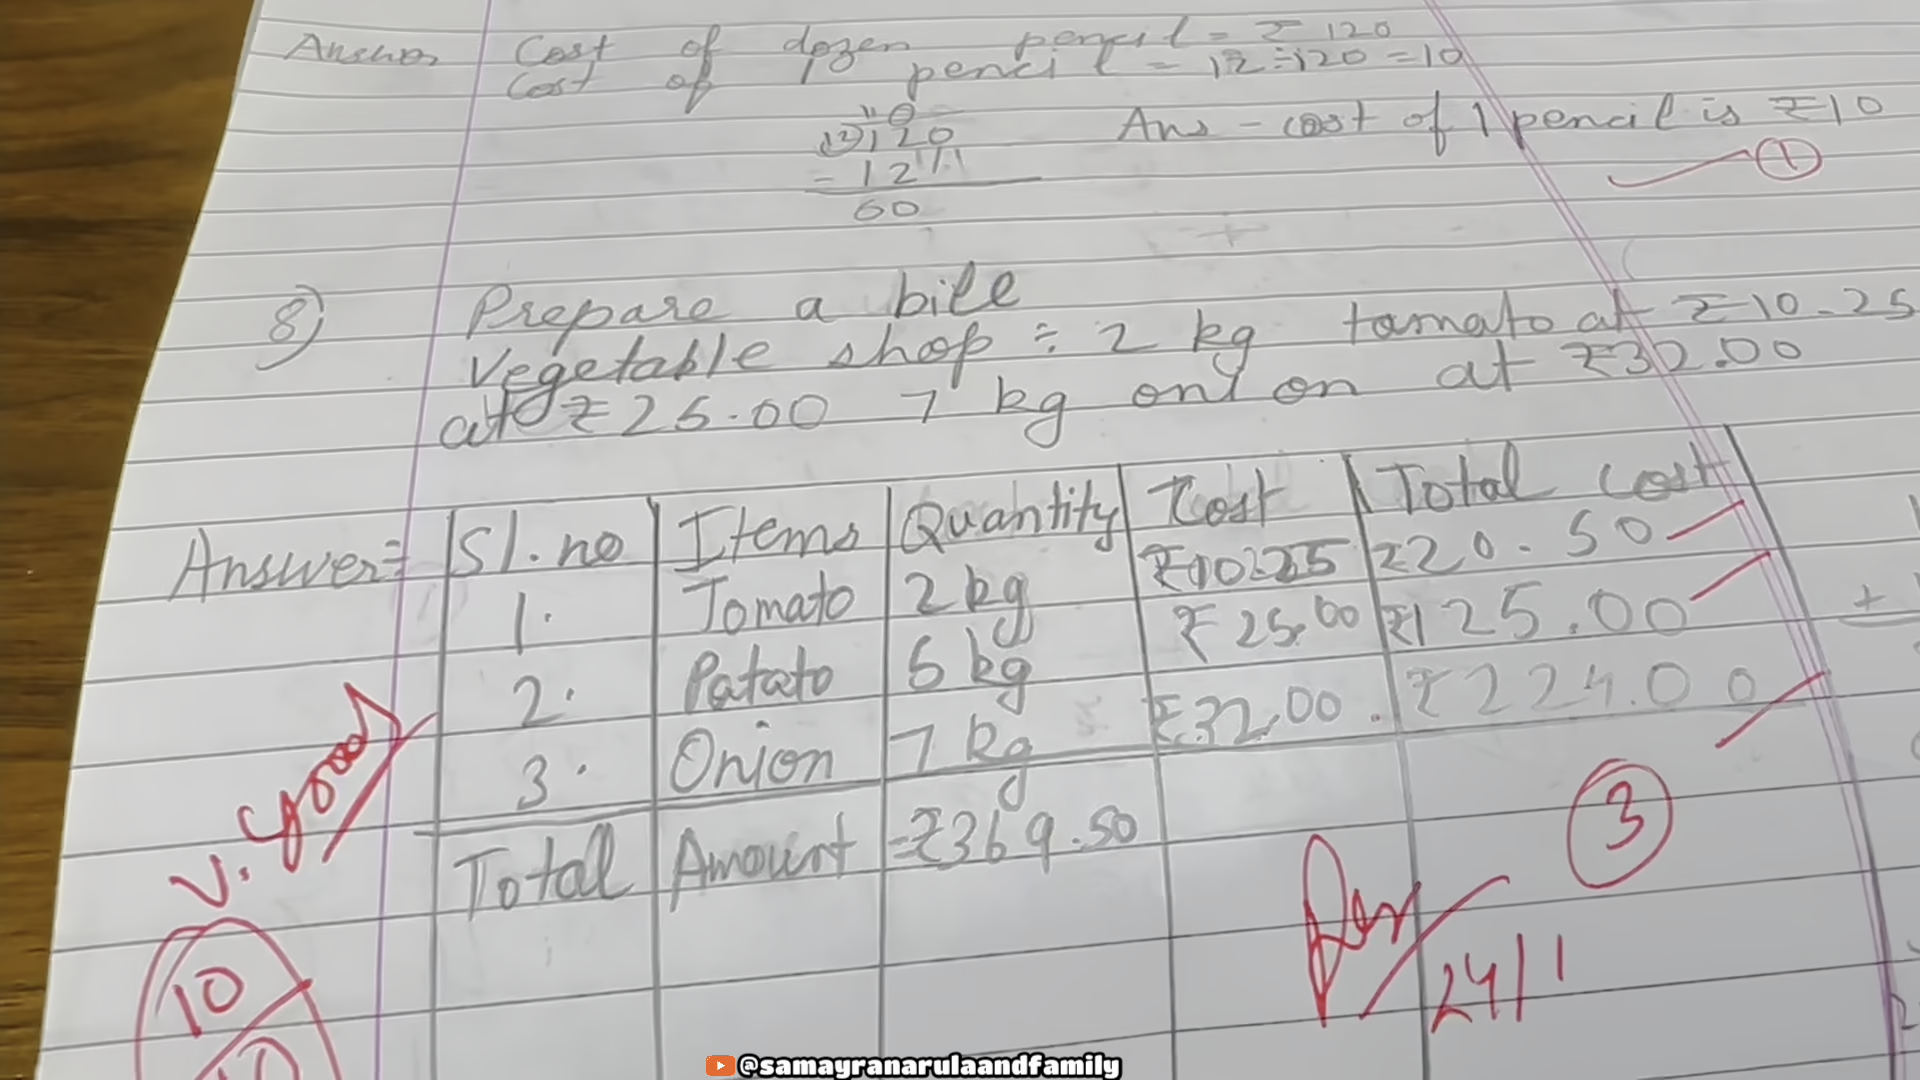 Answer Cost of dozen pencil = ₹ 120
Cost of 1 pencil = 12÷120 = 10
10
12)120
- 12
00
Ans - cost of 1 pencil is ₹10
1
8) Prepare a bill
Vegetable shop ÷ 2 kg tamato at ₹10.25
at ₹25.00 7 kg onion at ₹32.00
Answer= Sl.no Items Quantity Cost Total cost
1. Tomato 2 kg ₹10.25 ₹20.50
2. Patato 5 kg ₹25.00 ₹125.00
3. Onion 7 kg ₹32.00 ₹224.00
Total Amount =₹369.50
V. Good
3
10
10
24/1
@samayranarulaandfamily